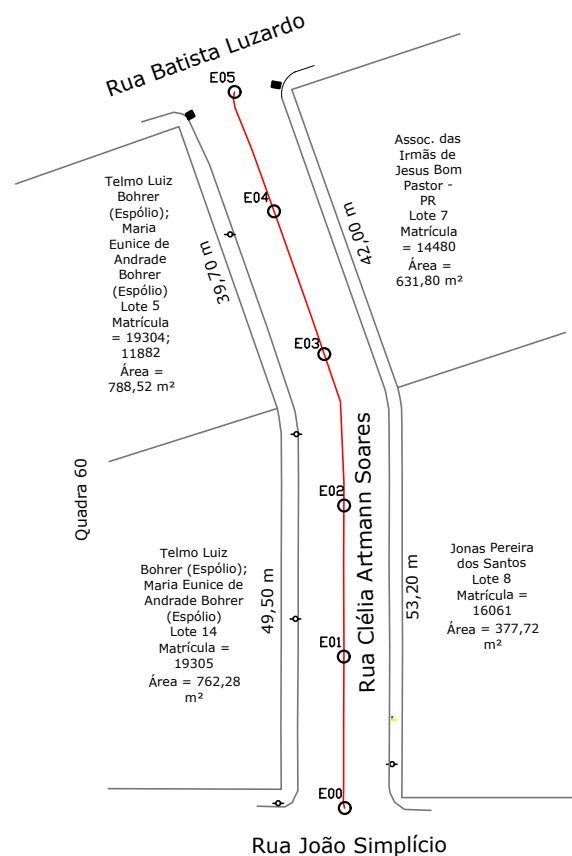 Rua Batista Luzardo
E05
Assoc. das
Irmãs de
Jesus Bom
Pastor -
PR
Lote 7
Matrícula
= 14480
Área =
631,80 m²
Telmo Luiz
Bohrer
(Espólio);
Maria
Eunice de
Andrade
Bohrer
(Espólio)
Lote 5
Matrícula
= 19304;
11882
Área =
788,52 m²
E04
39,70 m
42,00 m
E03
Quadra 60
E02
Rua Clélia Artmann Soares
Telmo Luiz
Bohrer (Espólio);
Maria Eunice de
Andrade Bohrer
(Espólio)
Lote 14
Matrícula =
19305
Área = 762,28
m²
49,50 m
E01
53,20 m
Jonas Pereira
dos Santos
Lote 8
Matrícula =
16061
Área = 377,72
m²
E00
Rua João Simplício